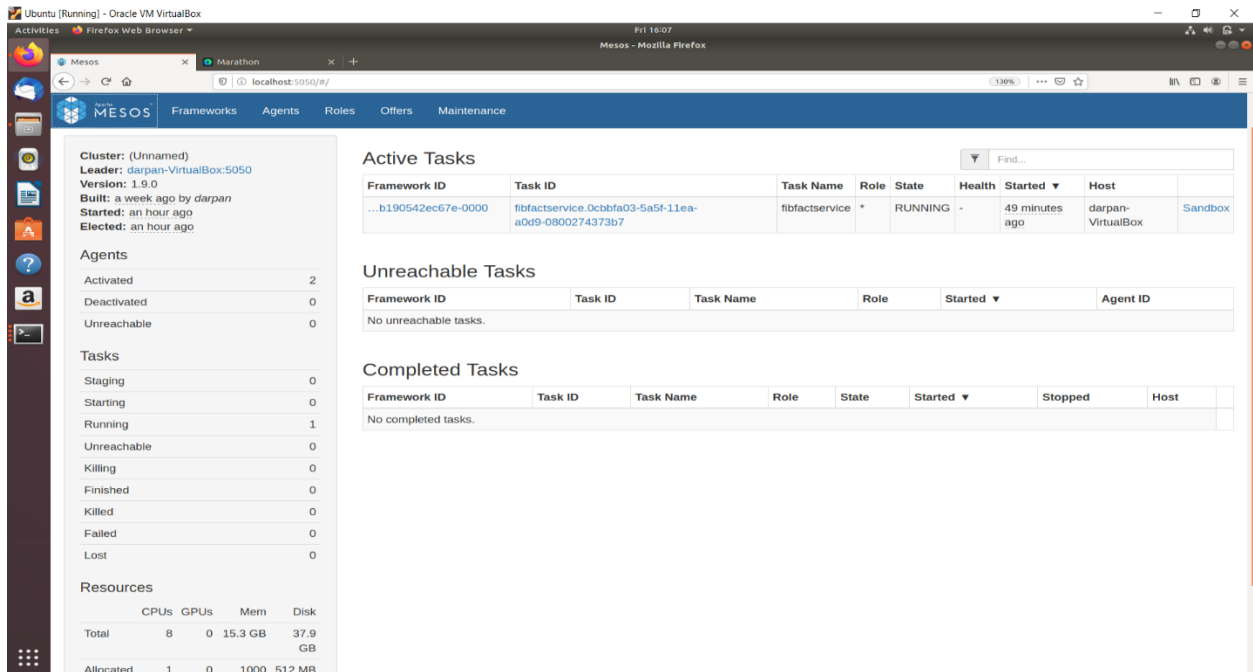 Ubuntu [Running] - Oracle VM VirtualBox
Activities Firefox Web Browser Fri 16:07
Mesos - Mozilla Firefox
Mesos Marathon
localhost:5050/#/ 130%
Apache MESOS Frameworks Agents Roles Offers Maintenance
Cluster: (Unnamed)
Leader: darpan-VirtualBox:5050
Version: 1.9.0
Built: a week ago by darpan
Started: an hour ago
Elected: an hour ago
Agents
Activated 2
Deactivated 0
Unreachable 0
Tasks
Staging 0
Starting 0
Running 1
Unreachable 0
Killing 0
Finished 0
Killed 0
Failed 0
Lost 0
Resources
CPUs GPUs Mem Disk
Total 8 0 15.3 GB 37.9
GB
Allocated 1 0 1000 512 MB
Active Tasks
Find...
Framework ID Task ID Task Name Role State Health Started ▼ Host
...b190542ec67e-0000 fibfactservice.0cbbfa03-5a5f-11ea- fibfactservice * RUNNING - 49 minutes darpan- Sandbox
a0d9-0800274373b7 ago VirtualBox
Unreachable Tasks
Framework ID Task ID Task Name Role Started ▼ Agent ID
No unreachable tasks.
Completed Tasks
Framework ID Task ID Task Name Role State Started ▼ Stopped Host
No completed tasks.